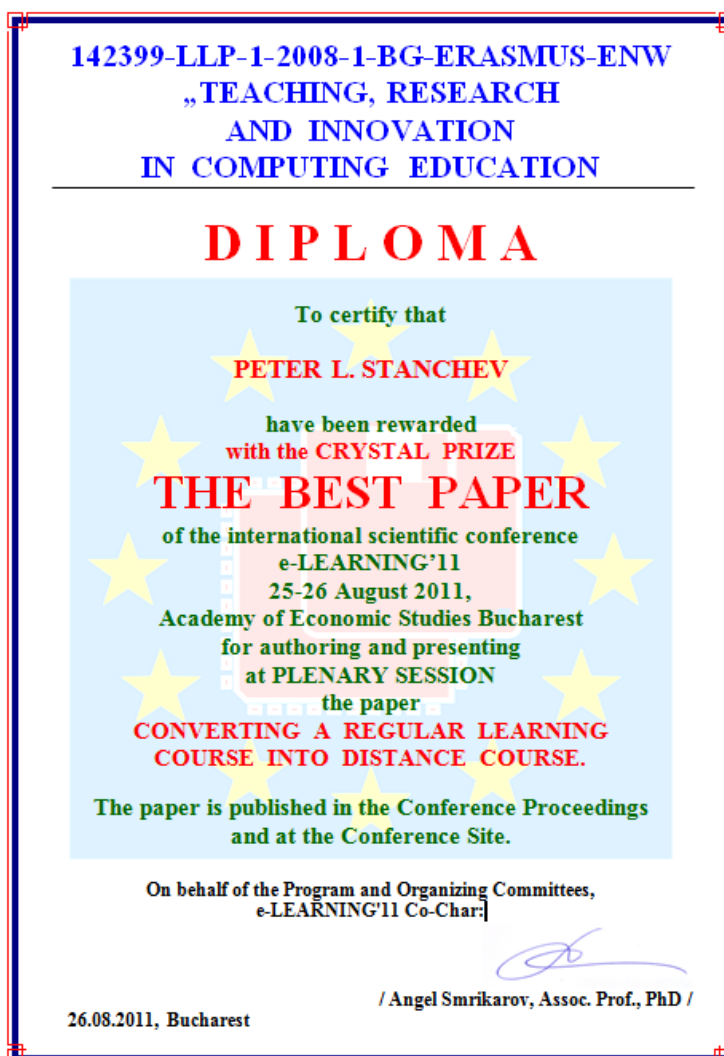 142399-LLP-1-2008-1-BG-ERASMUS-ENW
„TEACHING, RESEARCH
AND INNOVATION
IN COMPUTING EDUCATION
DIPLOMA
To certify that
PETER L. STANCHEV
have been rewarded
with the CRYSTAL PRIZE
THE BEST PAPER
of the international scientific conference
e-LEARNING’11
25-26 August 2011,
Academy of Economic Studies Bucharest
for authoring and presenting
at PLENARY SESSION
the paper
CONVERTING A REGULAR LEARNING
COURSE INTO DISTANCE COURSE.
The paper is published in the Conference Proceedings
and at the Conference Site.
On behalf of the Program and Organizing Committees,
e-LEARNING'11 Co-Char:
/ Angel Smrikarov, Assoc. Prof., PhD /
26.08.2011, Bucharest